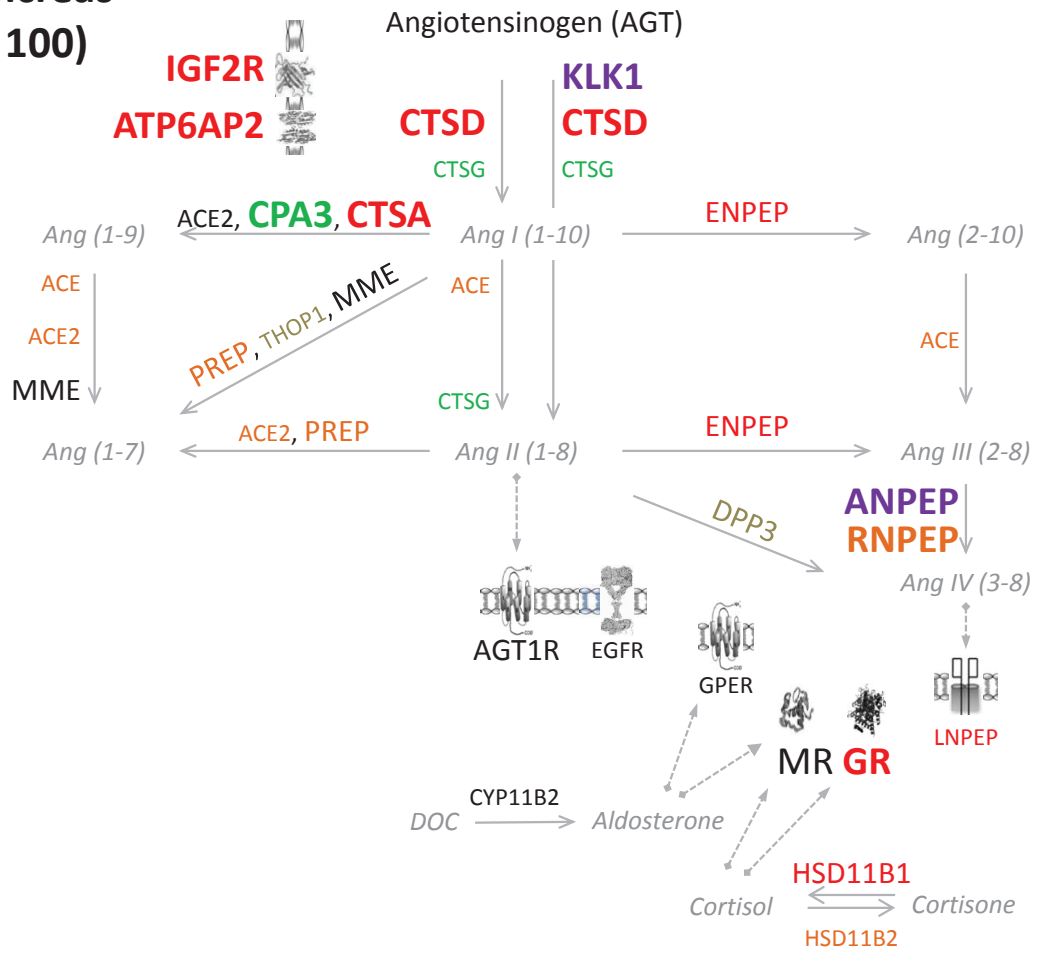 100)
Angiotensinogen (AGT)
IGF2R
ATP6AP2
KLK1
CTSD
CTSD
CTSG
CTSG
ACE2, CPA3, CTSA
ENPEP
Ang (1-9)
Ang I (1-10)
Ang (2-10)
ACE
ACE2
MME
PREP, THOP1, MME
ACE
CTSG
ACE
ACE2, PREP
ENPEP
Ang (1-7)
Ang II (1-8)
Ang III (2-8)
DPP3
ANPEP
RNPEP
Ang IV (3-8)
AGT1R
EGFR
GPER
LNPEP
MR GR
CYP11B2
DOC
Aldosterone
HSD11B1
Cortisol
Cortisone
HSD11B2